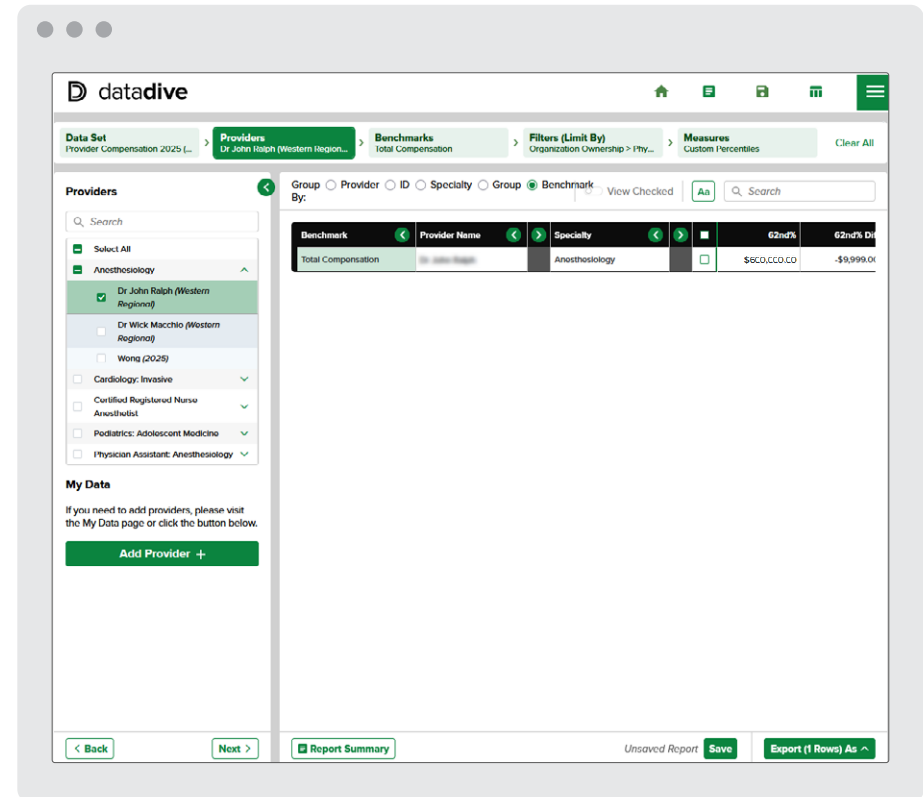 datadive
Data Set
Provider Compensation 2025 (...
Providers
Dr John Ralph (Western Region...
Benchmarks
Total Compensation
Filters (Limit By)
Organization Ownership > Phy...
Measures
Custom Percentiles
Clear All
Providers
Search
Select All
Anesthesiology
Dr John Ralph (Western
Regional)
Dr Wick Macchio (Western
Regional)
Wong (2025)
Cardiology: Invasive
Certified Registered Nurse
Anesthetist
Pediatrics: Adolescent Medicine
Physician Assistant: Anesthesiology
My Data
If you need to add providers, please visit
the My Data page or click the button below.
Add Provider +
< Back
Next >
Group Provider ID Specialty Group Benchmark
By:
View Checked
Aa
Search
Benchmark Provider Name Specialty 62nd% 62nd% Dif
Total Compensation Anesthesiology -$9,999.00
Report Summary
Unsaved Report
Save
Export (1 Rows) As